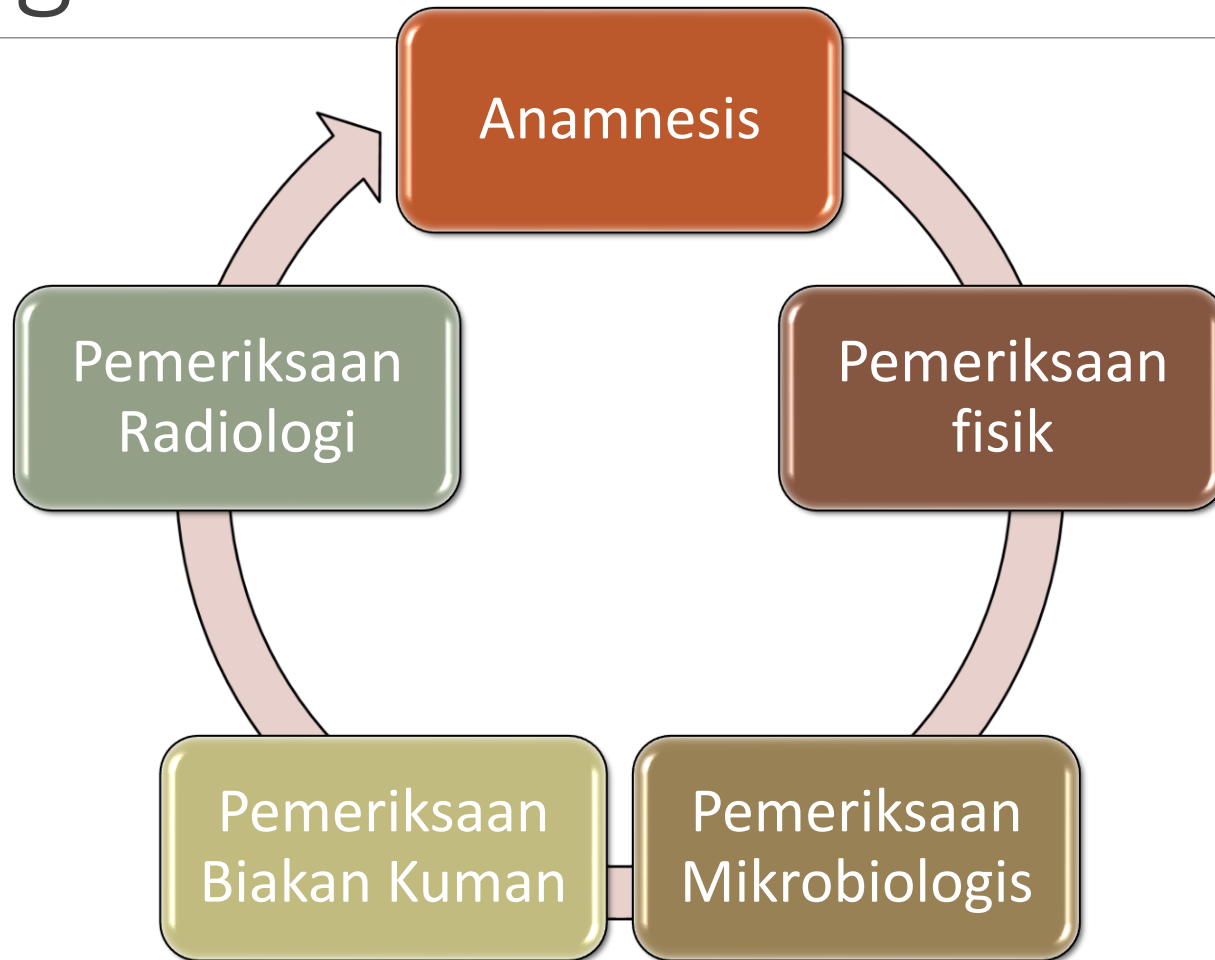 Anamnesis
Pemeriksaan
fisik
Pemeriksaan
Mikrobiologis
Pemeriksaan
Biakan Kuman
Pemeriksaan
Radiologi